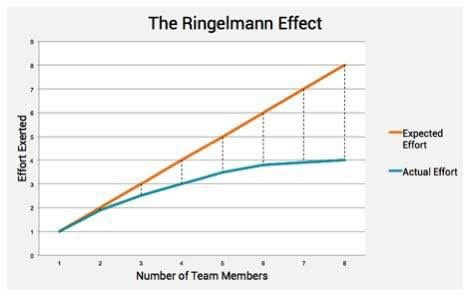 The Ringelmann Effect
Effort Exerted
9
8
7
6
5
4
3
2
1
0
1 2 3 4 5 6 7 8
Number of Team Members
Expected
Effort
Actual Effort